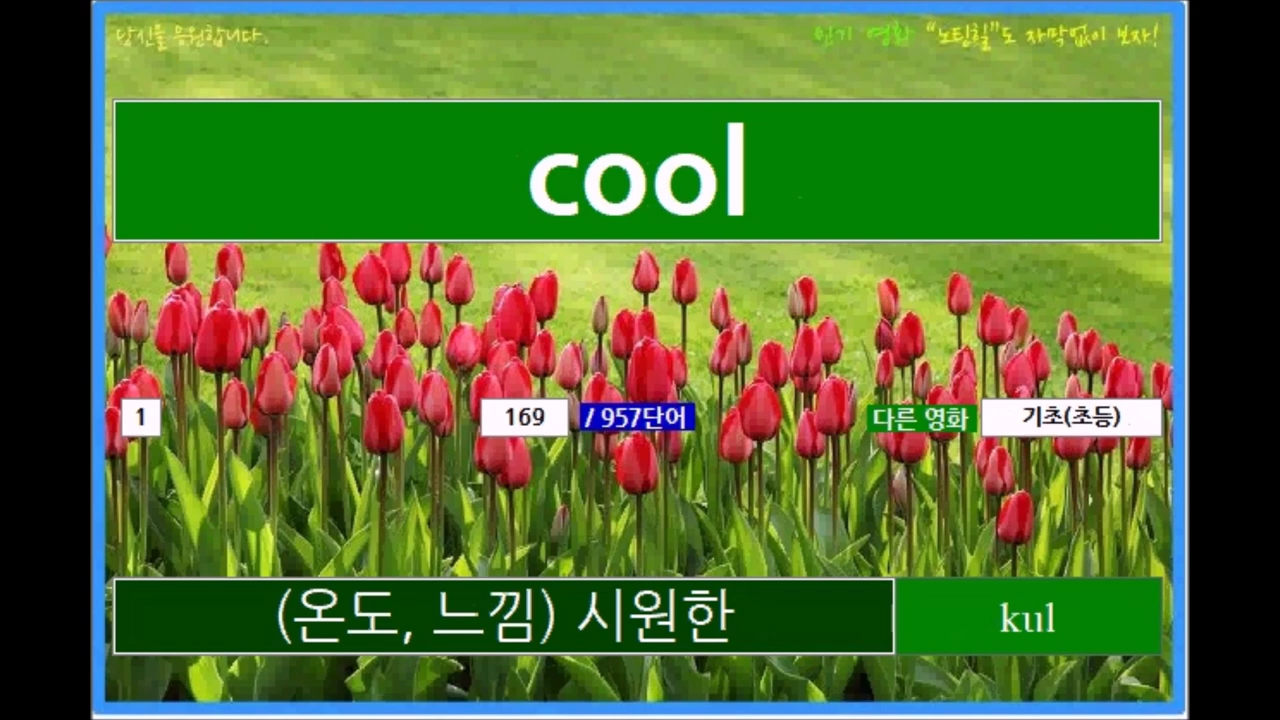 당신을 응원합니다.
인기 영화 "노팅힐"도 자막없이 보자!
cool
1
169 / 957단어
다른 영화 기초(초등)
(온도, 느낌) 시원한
kul